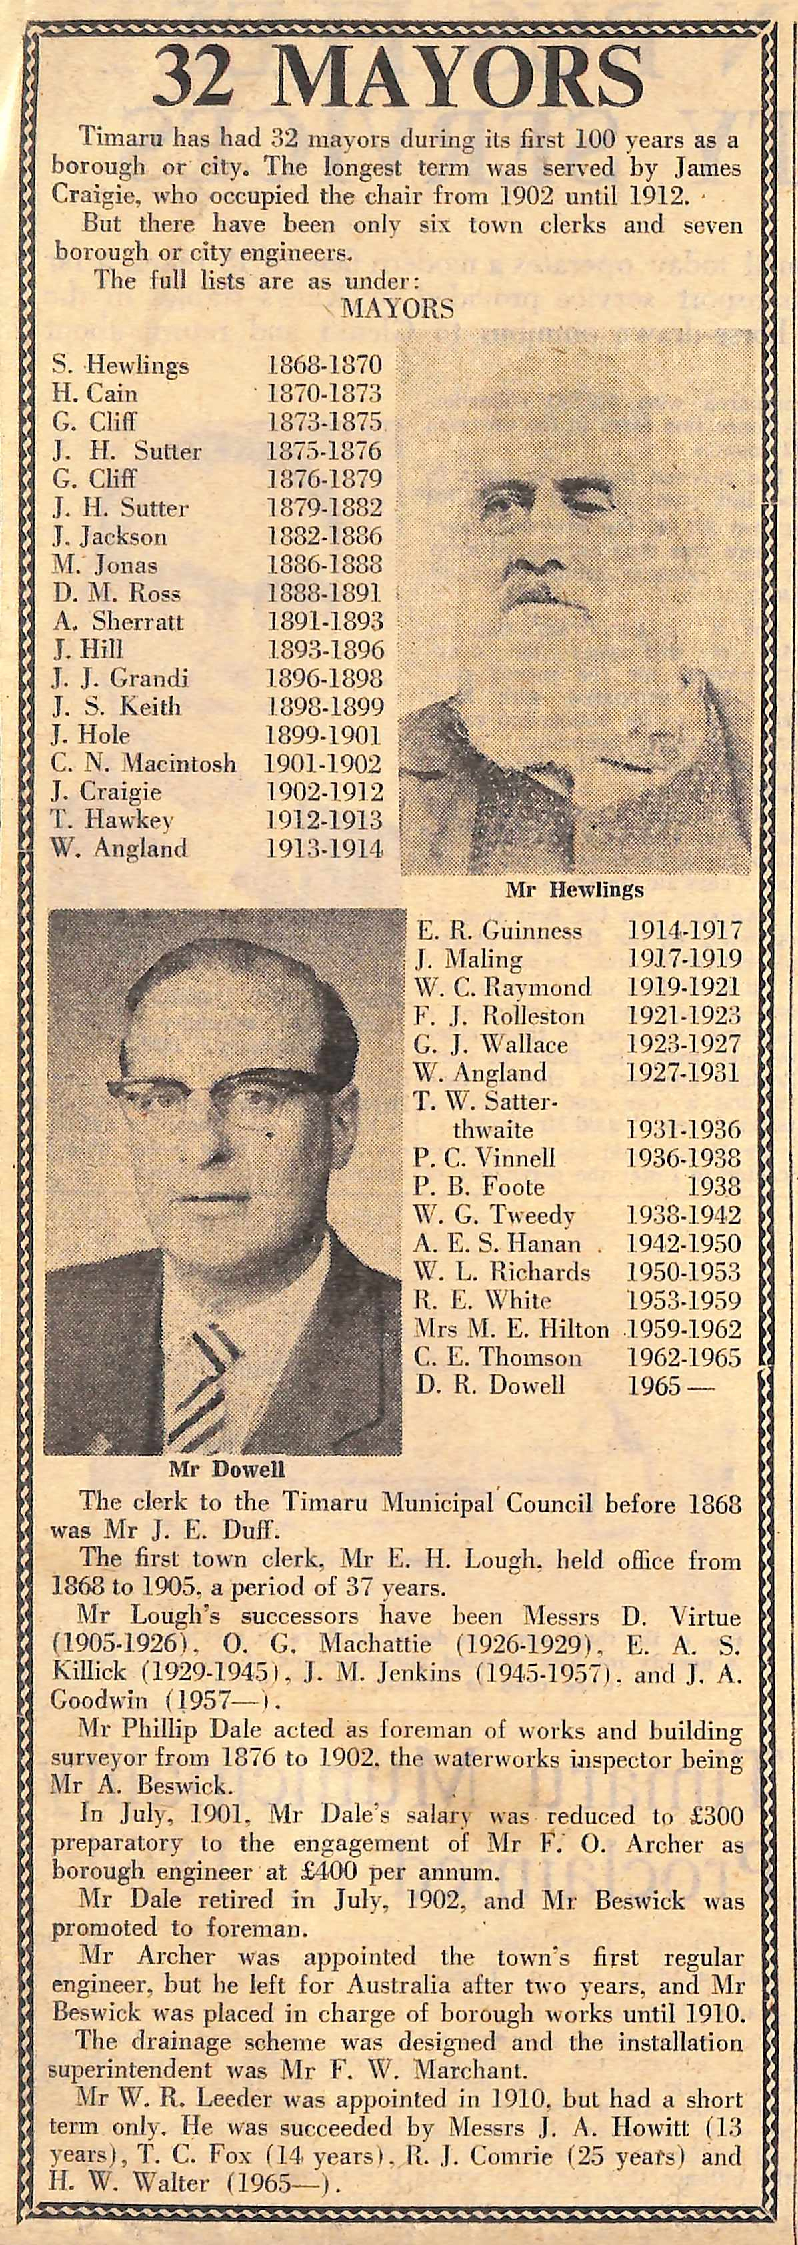 32 MAYORS
Timaru has had 32 mayors during its first 100 years as a
borough or city. The longest term was served by James
Craigie, who occupied the chair from 1902 until 1912.
But there have been only six town clerks and seven
borough or city engineers.
The full lists are as under:
MAYORS
S. Hewlings 1868-1870
H. Cain 1870-1873
G. Cliff 1873-1875
J. H. Sutter 1875-1876
G. Cliff 1876-1879
J. H. Sutter 1879-1882
J. Jackson 1882-1886
M. Jonas 1886-1888
D. M. Ross 1888-1891
A. Sherratt 1891-1893
J. Hill 1893-1896
J. J. Grandi 1896-1898
J. S. Keith 1898-1899
J. Hole 1899-1901
C. N. Macintosh 1901-1902
J. Craigie 1902-1912
T. Hawkey 1912-1913
W. Angland 1913-1914
Mr Hewlings
E. R. Guinness 1914-1917
J. Maling 1917-1919
W. C. Raymond 1919-1921
F. J. Rolleston 1921-1923
G. J. Wallace 1923-1927
W. Angland 1927-1931
T. W. Satter-
thwaite 1931-1936
P. C. Vinnell 1936-1938
P. B. Foote 1938
W. G. Tweedy 1938-1942
A. E. S. Hanan 1942-1950
W. L. Richards 1950-1953
R. E. White 1953-1959
Mrs M. E. Hilton 1959-1962
C. E. Thomson 1962-1965
D. R. Dowell 1965—
Mr Dowell
The clerk to the Timaru Municipal Council before 1868
was Mr J. E. Duff.
The first town clerk, Mr E. H. Lough, held office from
1868 to 1905, a period of 37 years.
Mr Lough's successors have been Messrs D. Virtue
(1905-1926), O. G. Machattie (1926-1929), E. A. S.
Killick (1929-1945), J. M. Jenkins (1945-1957), and J. A.
Goodwin (1957—).
Mr Phillip Dale acted as foreman of works and building
surveyor from 1876 to 1902, the waterworks inspector being
Mr A. Beswick.
In July, 1901, Mr Dale's salary was reduced to £300
preparatory to the engagement of Mr F. O. Archer as
borough engineer at £400 per annum.
Mr Dale retired in July, 1902, and Mr Beswick was
promoted to foreman.
Mr Archer was appointed the town's first regular
engineer, but he left for Australia after two years, and Mr
Beswick was placed in charge of borough works until 1910.
The drainage scheme was designed and the installation
superintendent was Mr F. W. Marchant.
Mr W. R. Leeder was appointed in 1910, but had a short
term only. He was succeeded by Messrs J. A. Howitt (13
years), T. C. Fox (14 years), R. J. Comrie (25 years) and
H. W. Walter (1965—).